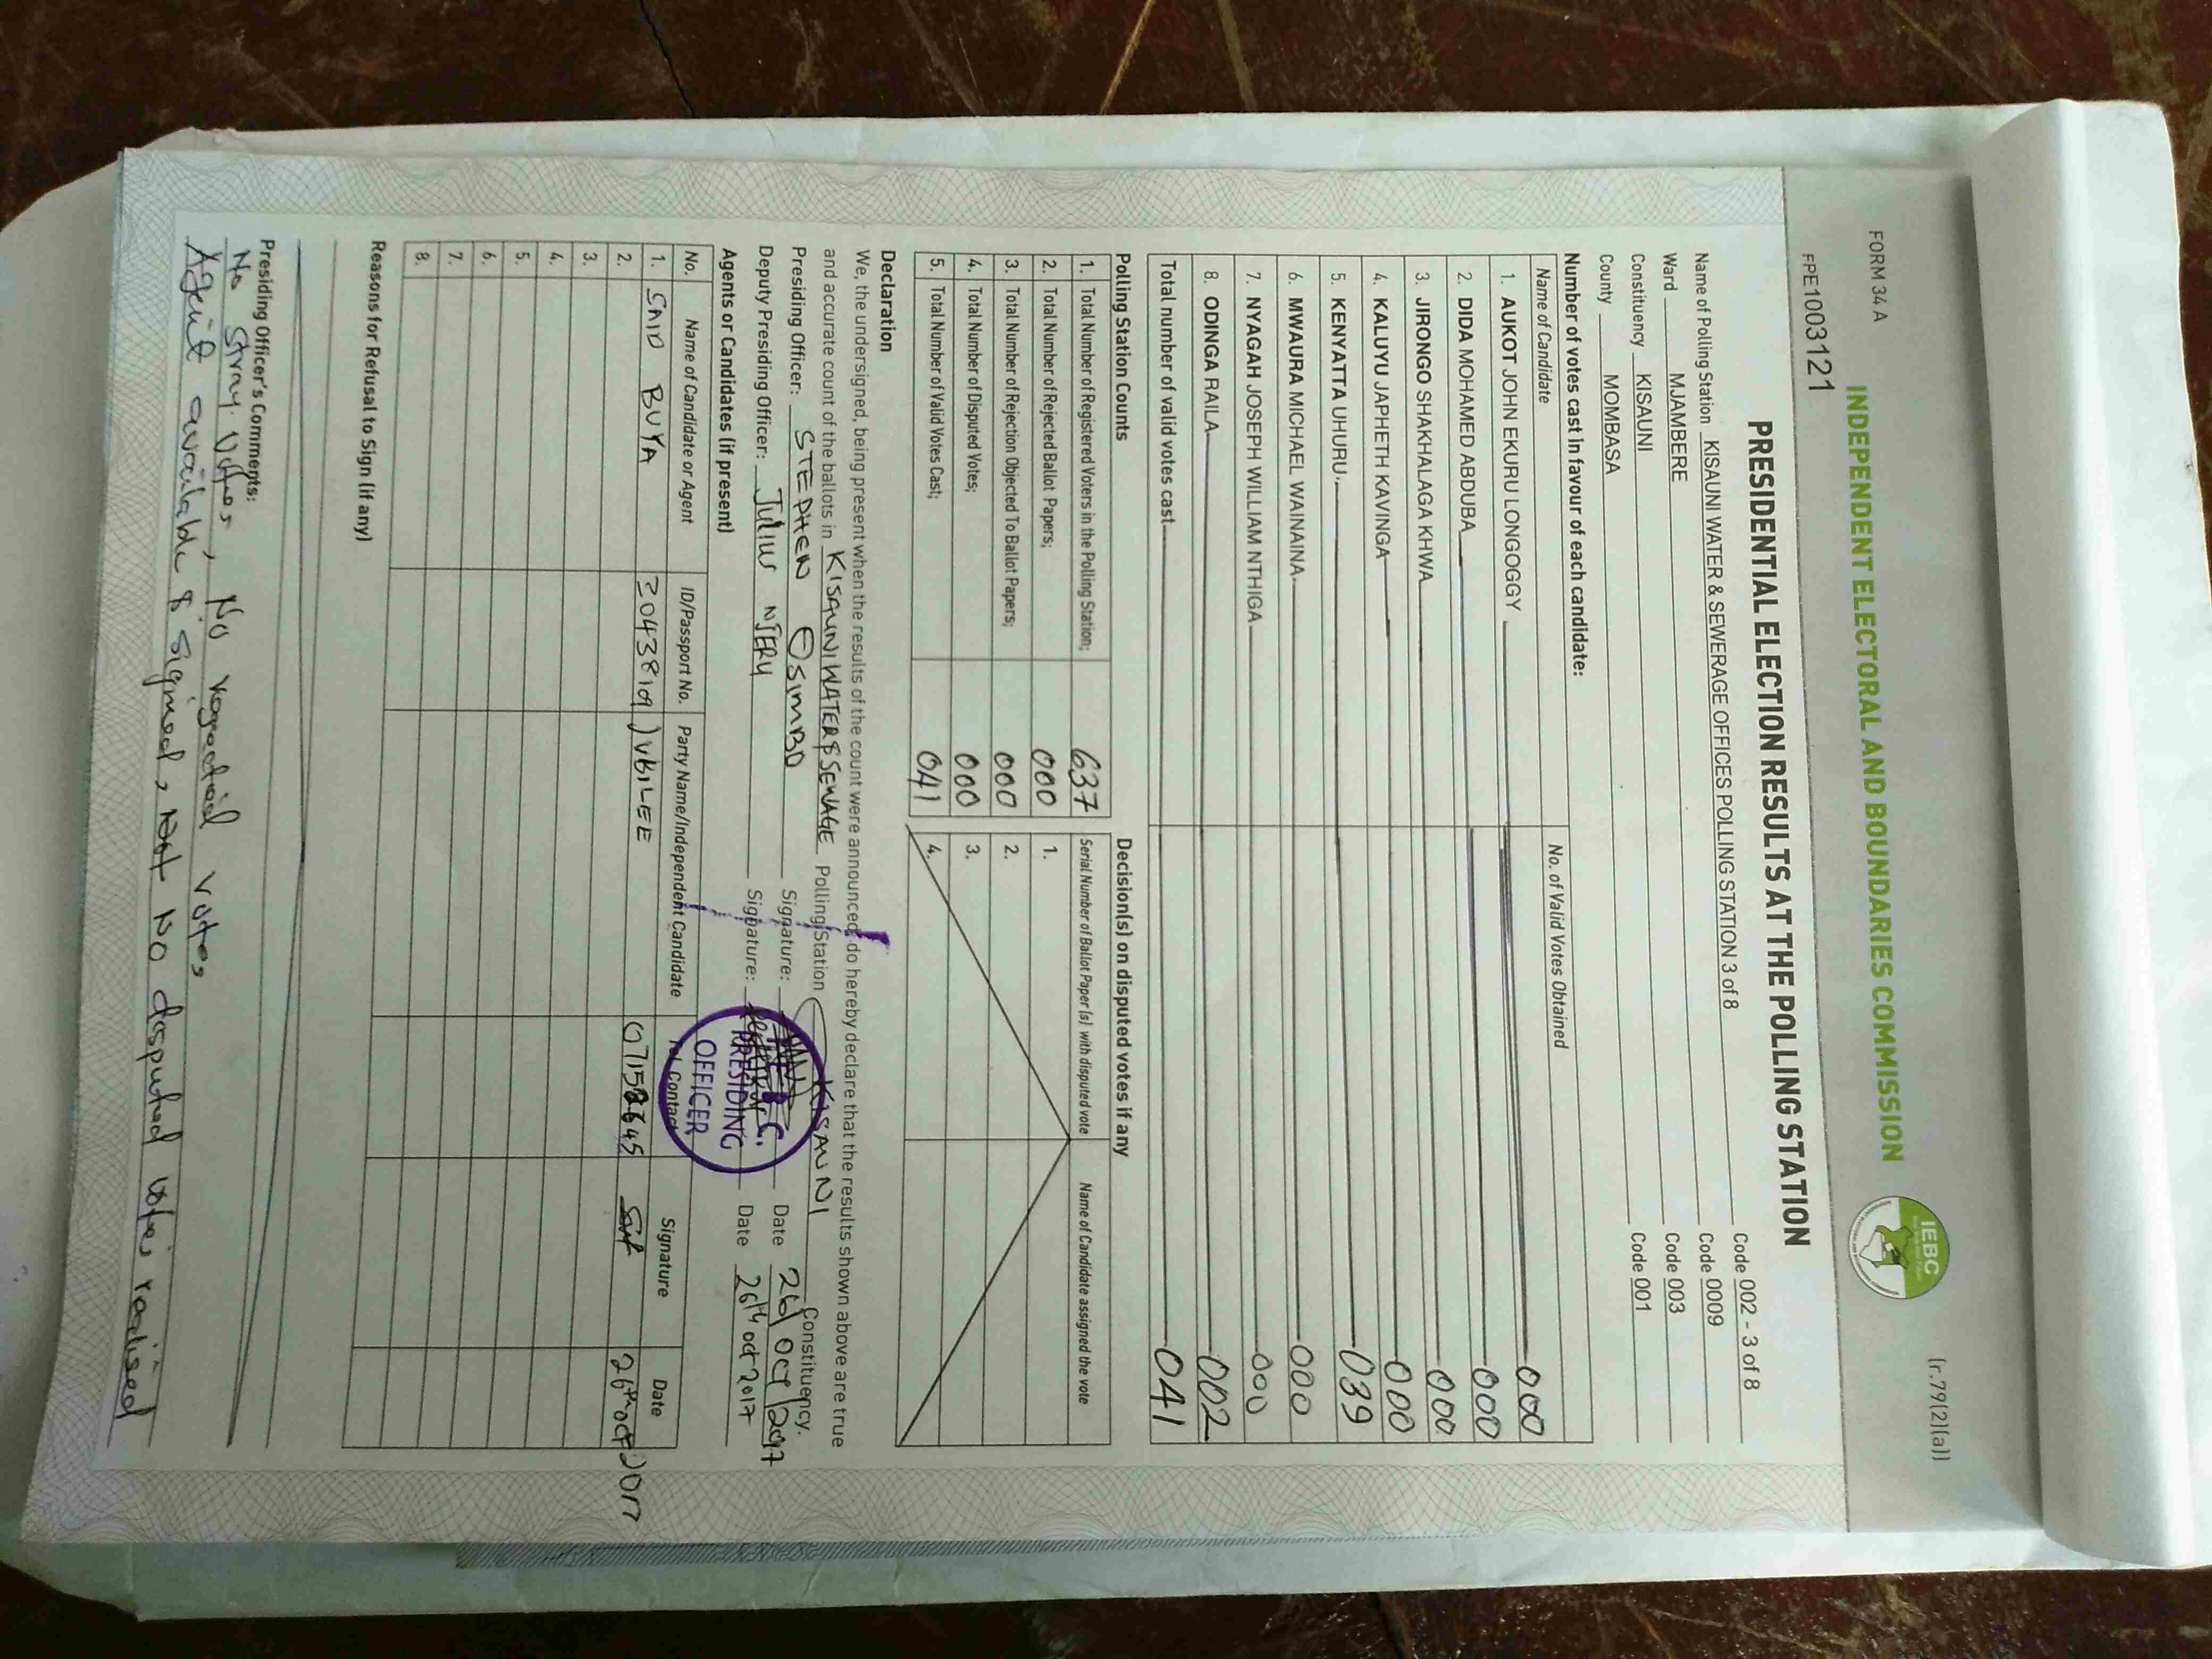 FORM 34 A
(r.79(2)(a))
INDEPENDENT ELECTORAL AND BOUNDARIES COMMISSION
IEBC
FPE1003121
PRESIDENTIAL ELECTION RESULTS AT THE POLLING STATION
Code 002 - 3 of 8
Name of Polling Station KISAUNI WATER & SEWERAGE OFFICES POLLING STATION 3 of 8 Code 0009
Ward MJAMBERE Code 003
Constituency KISAUNI Code 001
County MOMBASA
Number of votes cast in favour of each candidate:
Name of Candidate No. of Valid Votes Obtained
1. AUKOT JOHN EKURU LONGOGGY 000
2. DIDA MOHAMED ABDUBA 000
3. JIRONGO SHAKHALAGA KHWA 000
4. KALUYU JAPHETH KAVINGA 000
5. KENYATTA UHURU 039
6. MWAURA MICHAEL WAINAINA 000
7. NYAGAH JOSEPH WILLIAM NTHIGA 000
8. ODINGA RAILA 002
Total number of valid votes cast 041
Polling Station Counts Decision(s) on disputed votes if any
1. Total Number of Registered Voters in the Polling Station; 637 Serial Number of Ballot Paper (s) with disputed vote Name of Candidate assigned the vote
2. Total Number of Rejected Ballot Papers; 000 1.
3. Total Number of Rejection Objected To Ballot Papers; 000 2.
4. Total Number of Disputed Votes; 000 3.
5. Total Number of Valid Votes Cast; 041 4.
Declaration
We, the undersigned, being present when the results of the count were announced, do hereby declare that the results shown above are true
and accurate count of the ballots in KISAUNI WATER & SEWAGE Polling Station KISAUNI Constituency.
Presiding Officer: STEPHEN OSIMBO Signature: Date 26/OCT/2017
Deputy Presiding Officer: JULIUS NJERU Signature: Date 26th oct 2017
PRESIDING
OFFICER
Agents or Candidates (if present)
No. Name of Candidate or Agent ID/Passport No. Party Name/Independent Candidate Tel. Contact Signature Date
1. SAID BUYA 30438191 JUBILEE 26th oct 2017
2.
3.
4.
5.
6.
7.
8.
Reasons for Refusal to Sign (if any)
Presiding Officer's Comments:
No stray votes, No rejected votes
Agent available & signed, No disputed votes